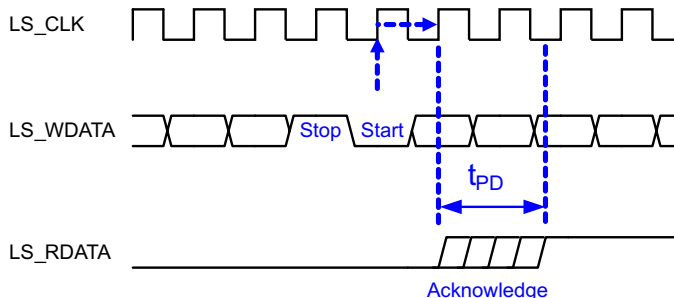 LS_CLK
LS_WDATA
Stop
Start
tPD
LS_RDATA
Acknowledge